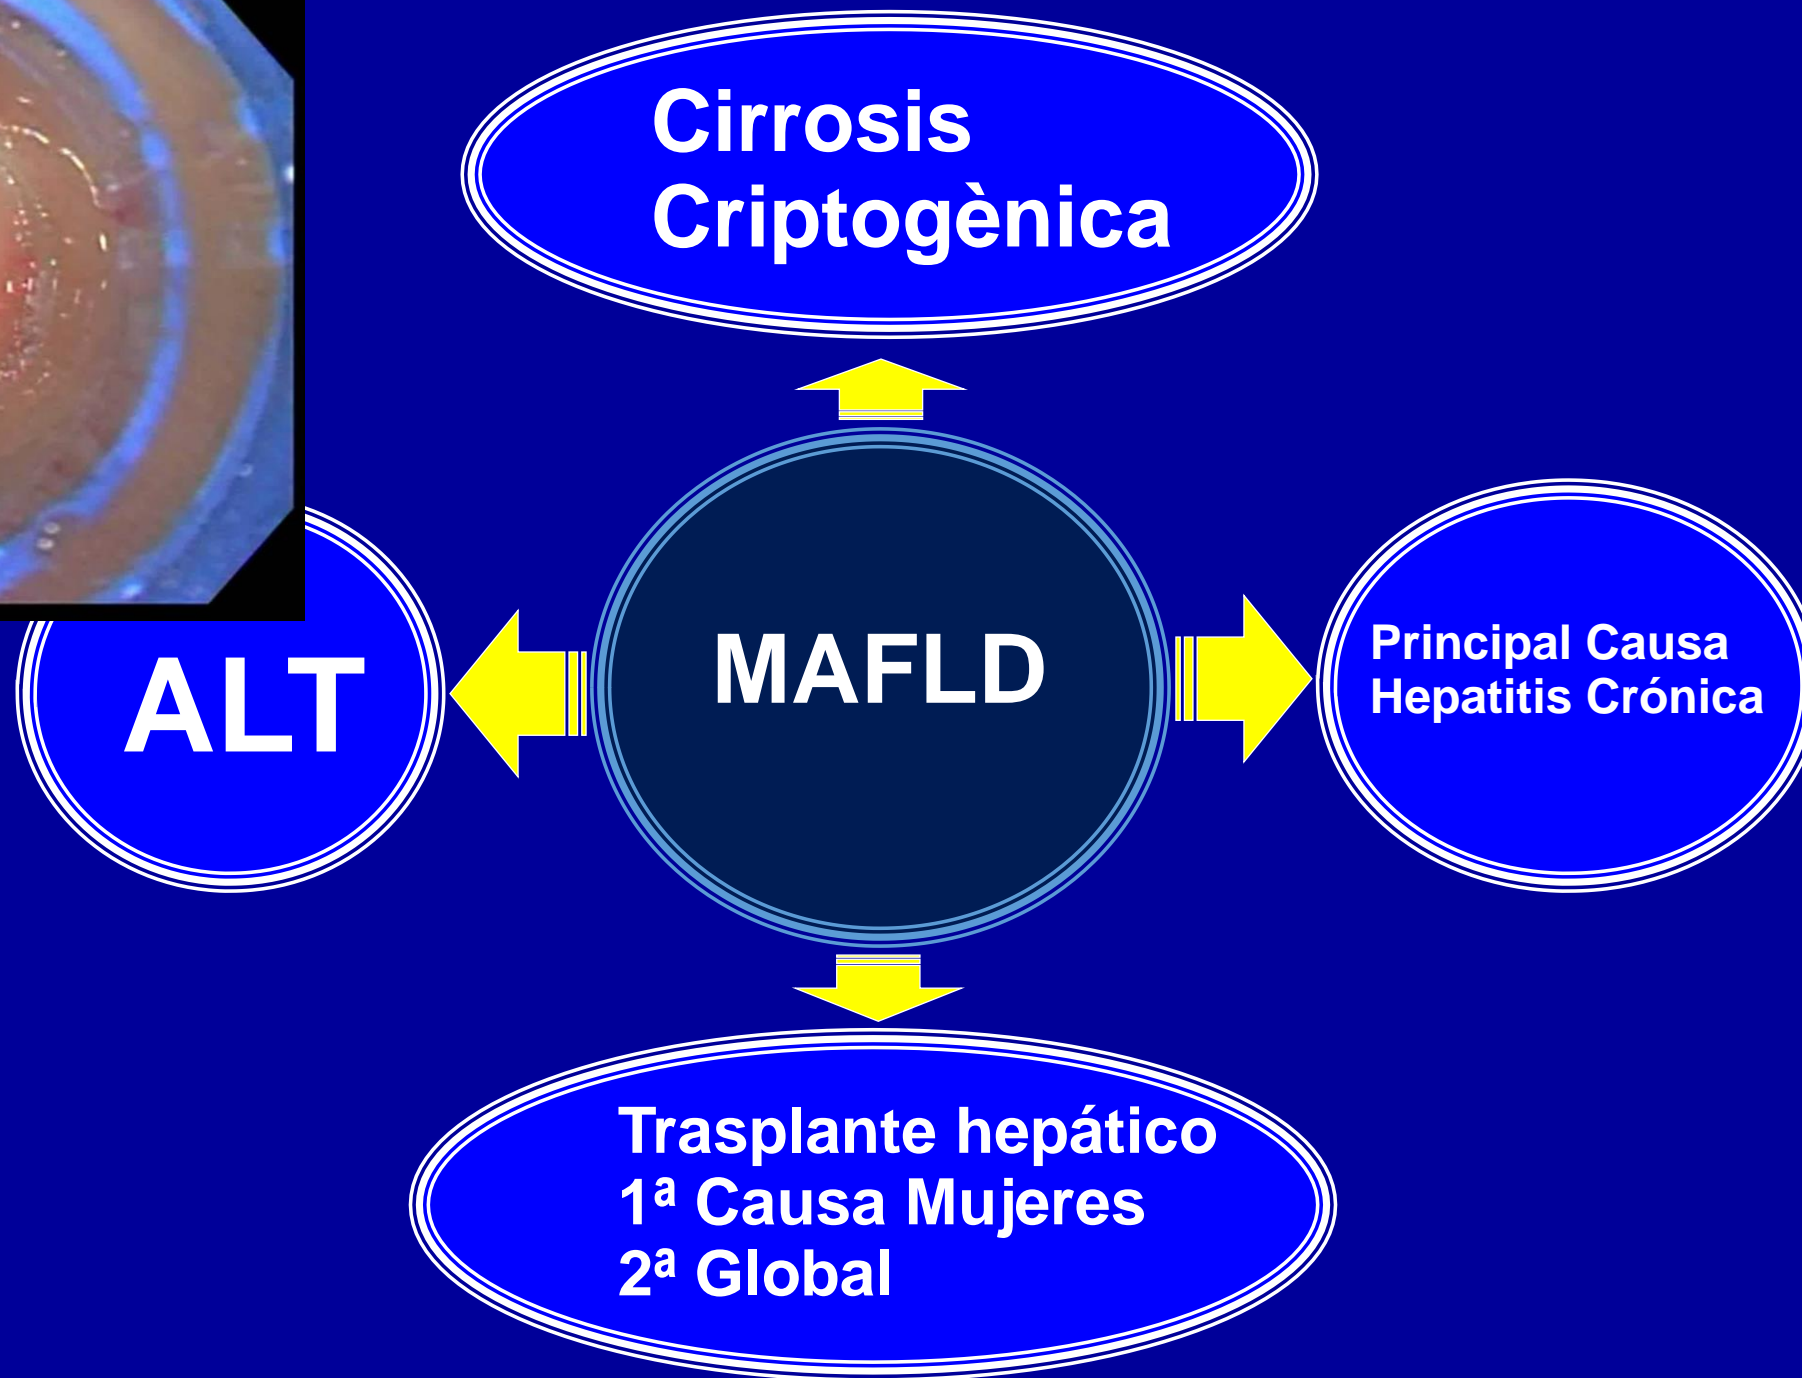 Cirrosis
Criptogènica
MAFLD
ALT
Principal Causa
Hepatitis Crónica
Trasplante hepático
1ª Causa Mujeres
2ª Global